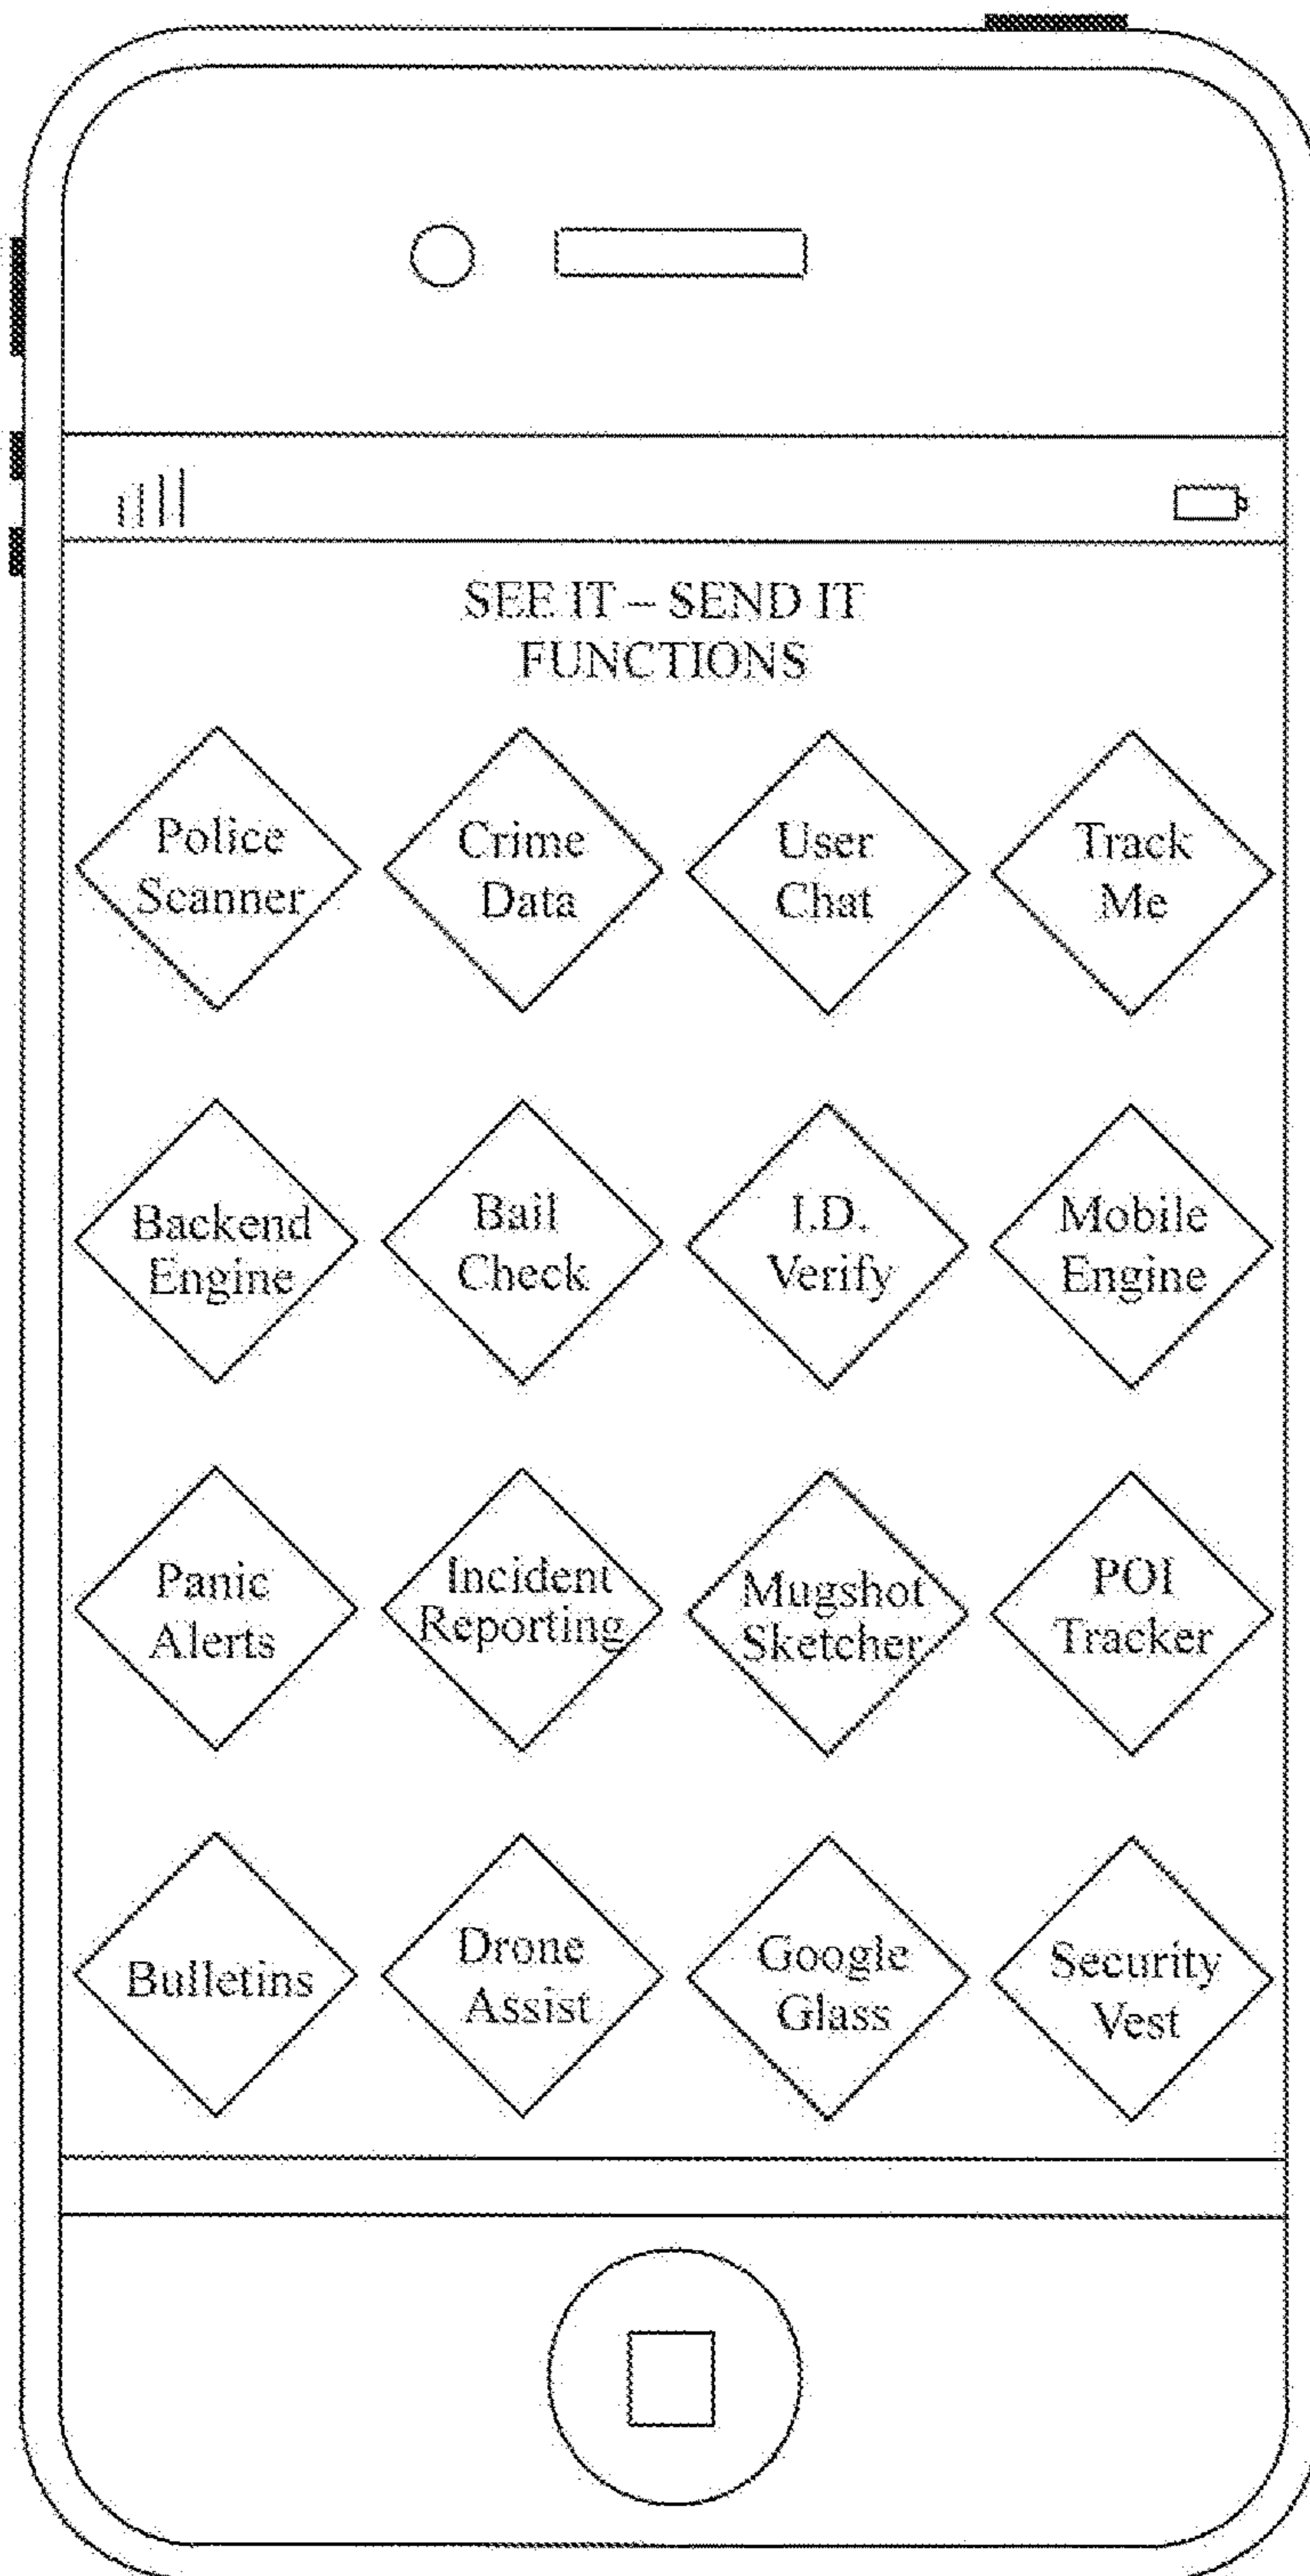 SEE IT – SEND IT
FUNCTIONS
Police
Scanner
Crime
Data
User
Chat
Track
Me
Backend
Engine
Bail
Check
I.D.
Verify
Mobile
Engine
Panic
Alerts
Incident
Reporting
Mugshot
Sketcher
POI
Tracker
Bulletins
Drone
Assist
Google
Glass
Security
Vest